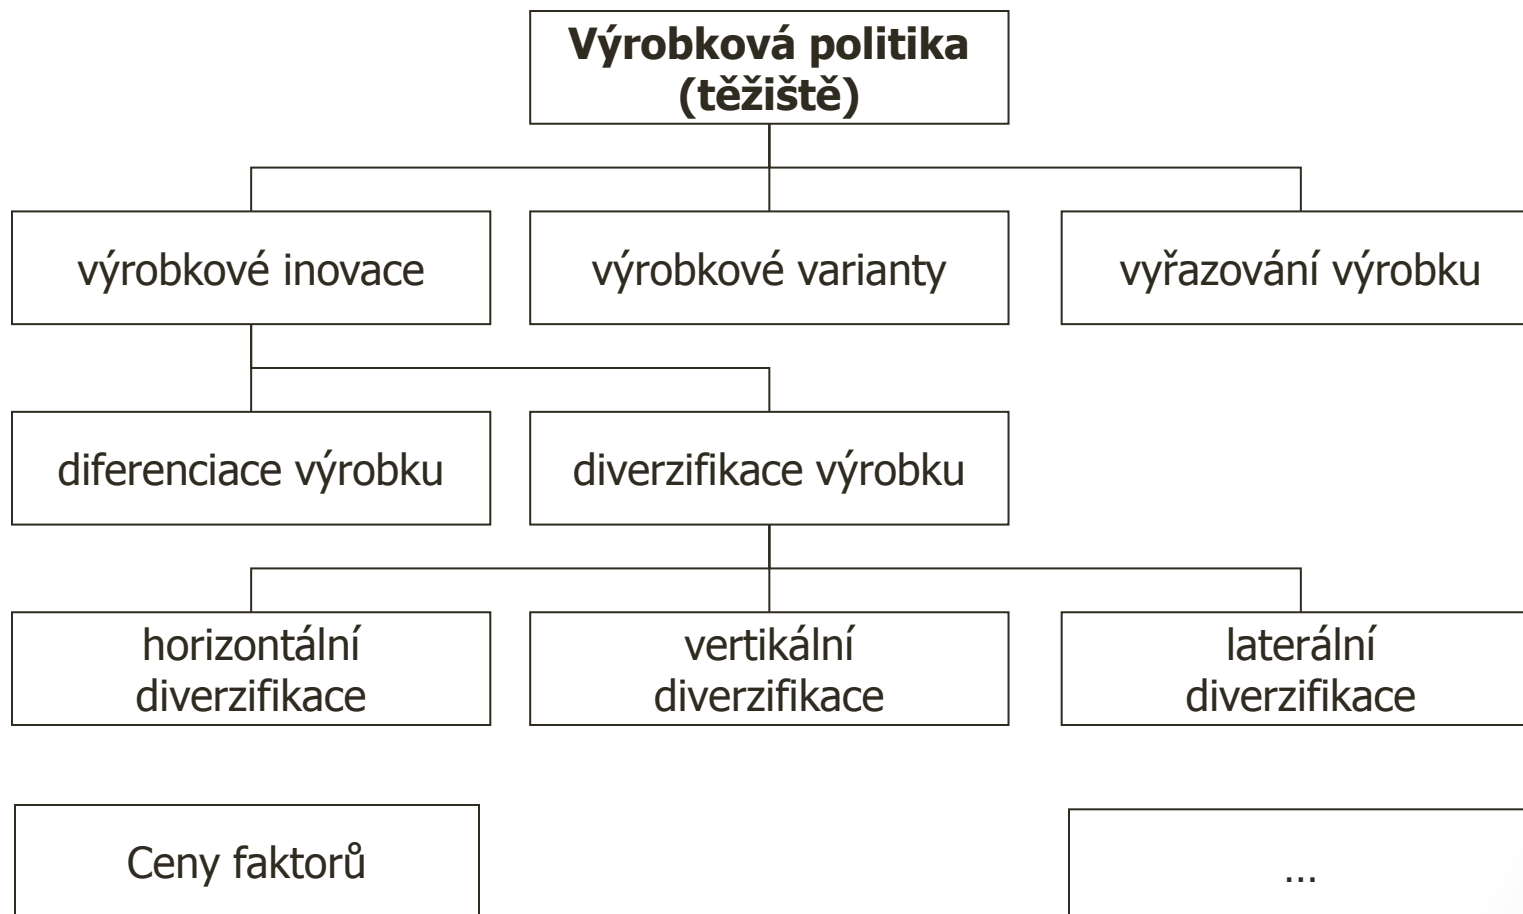 Výrobková politika
(těžiště)
výrobkové inovace
výrobkové varianty
vyřazování výrobku
diferenciace výrobku
diverzifikace výrobku
horizontální
diverzifikace
vertikální
diverzifikace
laterální
diverzifikace
Ceny faktorů
...